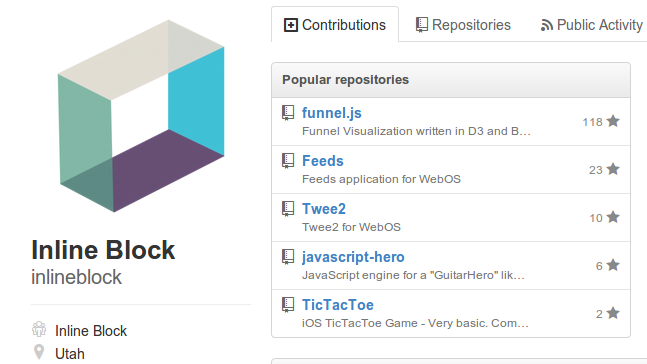 Contributions
Repositories
Public Activity
Popular repositories
funnel.js
Funnel Visualization written in D3 and B…
118
Feeds
Feeds application for WebOS
23
Twee2
Twee2 for WebOS
10
javascript-hero
JavaScript engine for a "GuitarHero" lik…
6
TicTacToe
iOS TicTacToe Game - Very basic. Com…
2
Inline Block
inlineblock
Inline Block
Utah